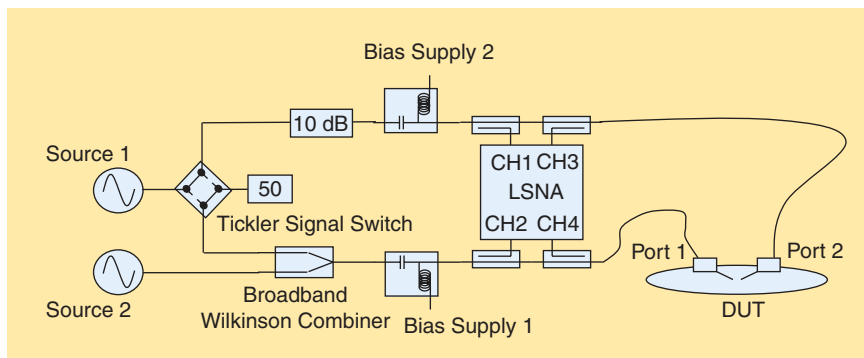 Bias Supply 2
10 dB
Source 1
CH1 CH3
LSNA
CH2 CH4
50
Tickler Signal Switch
Port 1
Port 2
Source 2
Broadband
Wilkinson Combiner
Bias Supply 1
DUT